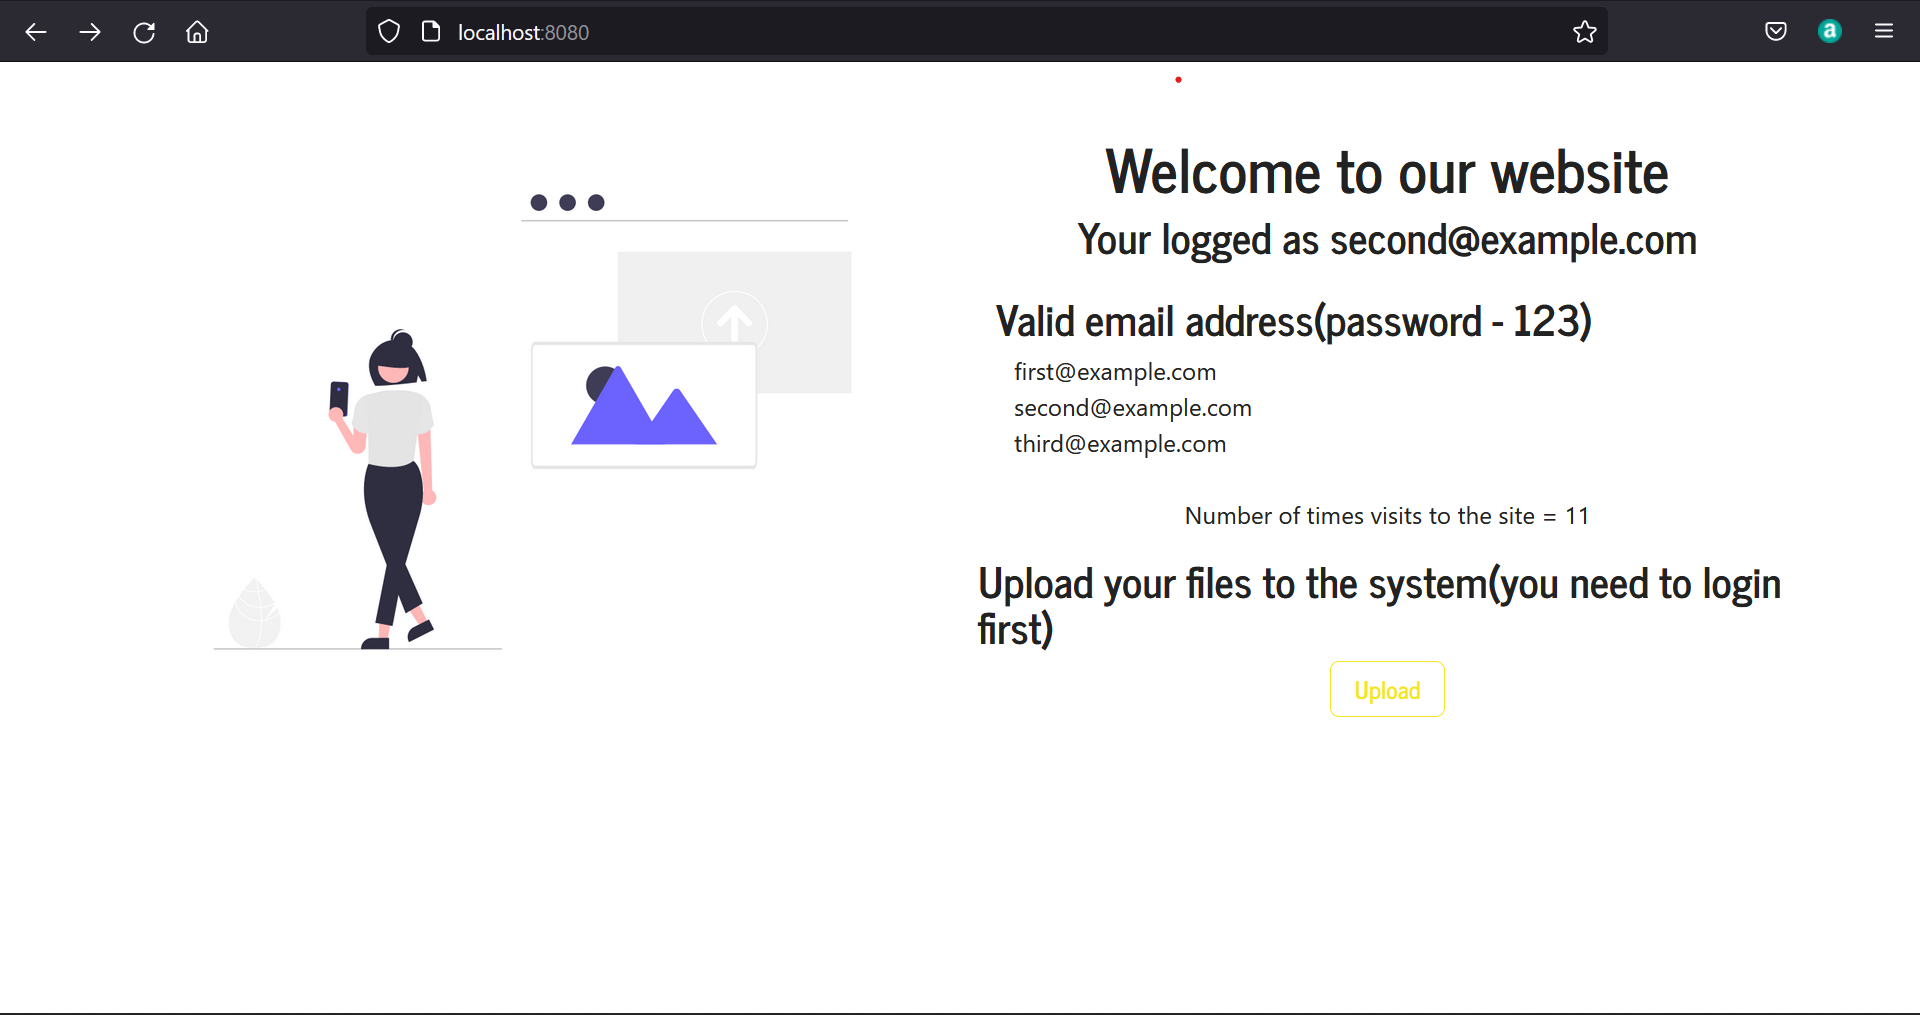 localhost:8080
a
Welcome to our website
Your logged as second@example.com
Valid email address(password - 123)
first@example.com
second@example.com
third@example.com
Number of times visits to the site = 11
Upload your files to the system(you need to login
first)
Upload